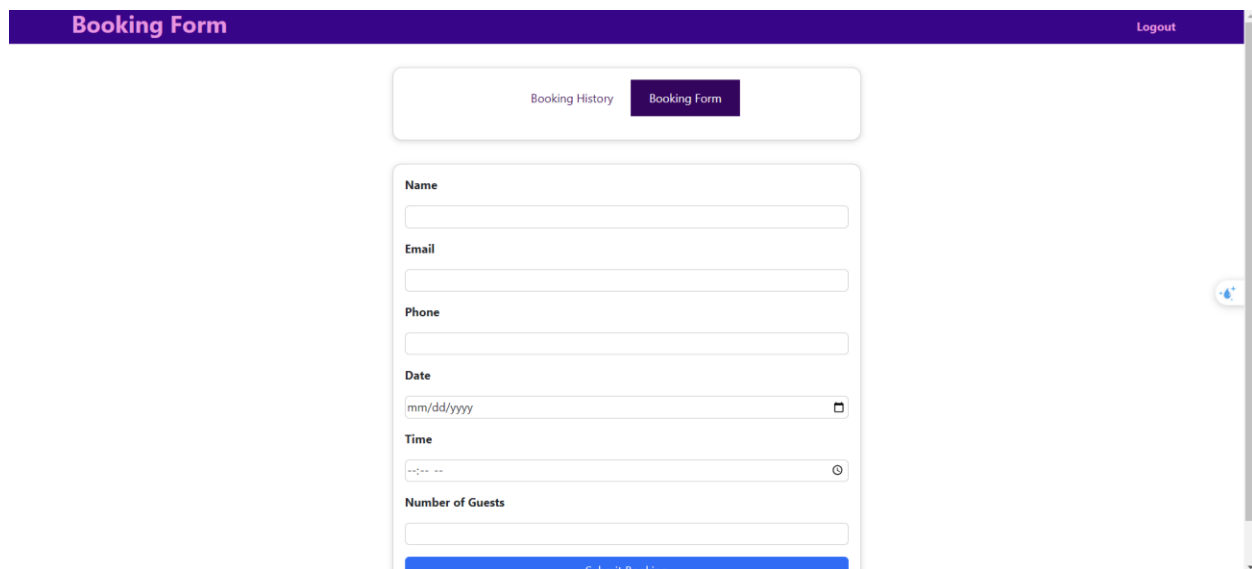 Booking Form
Logout
Booking History
Booking Form
Name
Email
Phone
Date
mm/dd/yyyy
Time
--:-- --
Number of Guests